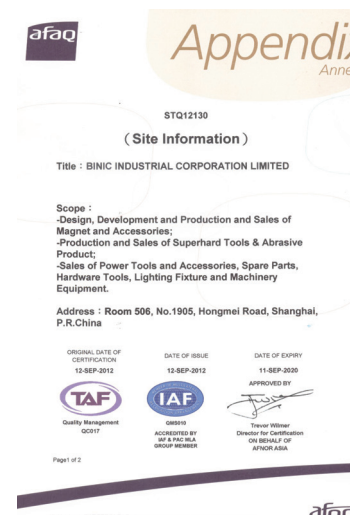 afaq
Appendi
Anne
STQ12130
（Site Information）
Title：BINIC INDUSTRIAL CORPORATION LIMITED
Scope：
-Design, Development and Production and Sales of
Magnet and Accessories;
-Production and Sales of Superhard Tools & Abrasive
Product;
-Sales of Power Tools and Accessories, Spare Parts,
Hardware Tools, Lighting Fixture and Machinery
Equipment.
Address：Room 506, No.1905, Hongmei Road, Shanghai,
P.R.China
ORIGINAL DATE OF CERTIFICATION
12-SEP-2012
DATE OF ISSUE
12-SEP-2012
DATE OF EXPIRY
11-SEP-2020
APPROVED BY
TAF
Quality Management
QC017
IAF
QMS010
ACCREDITED BY
IAF & PAC MLA
GROUP MEMBER
Trevor Wilmer
Director for Certification
ON BEHALF OF
AFNOR ASIA
Page1 of 2